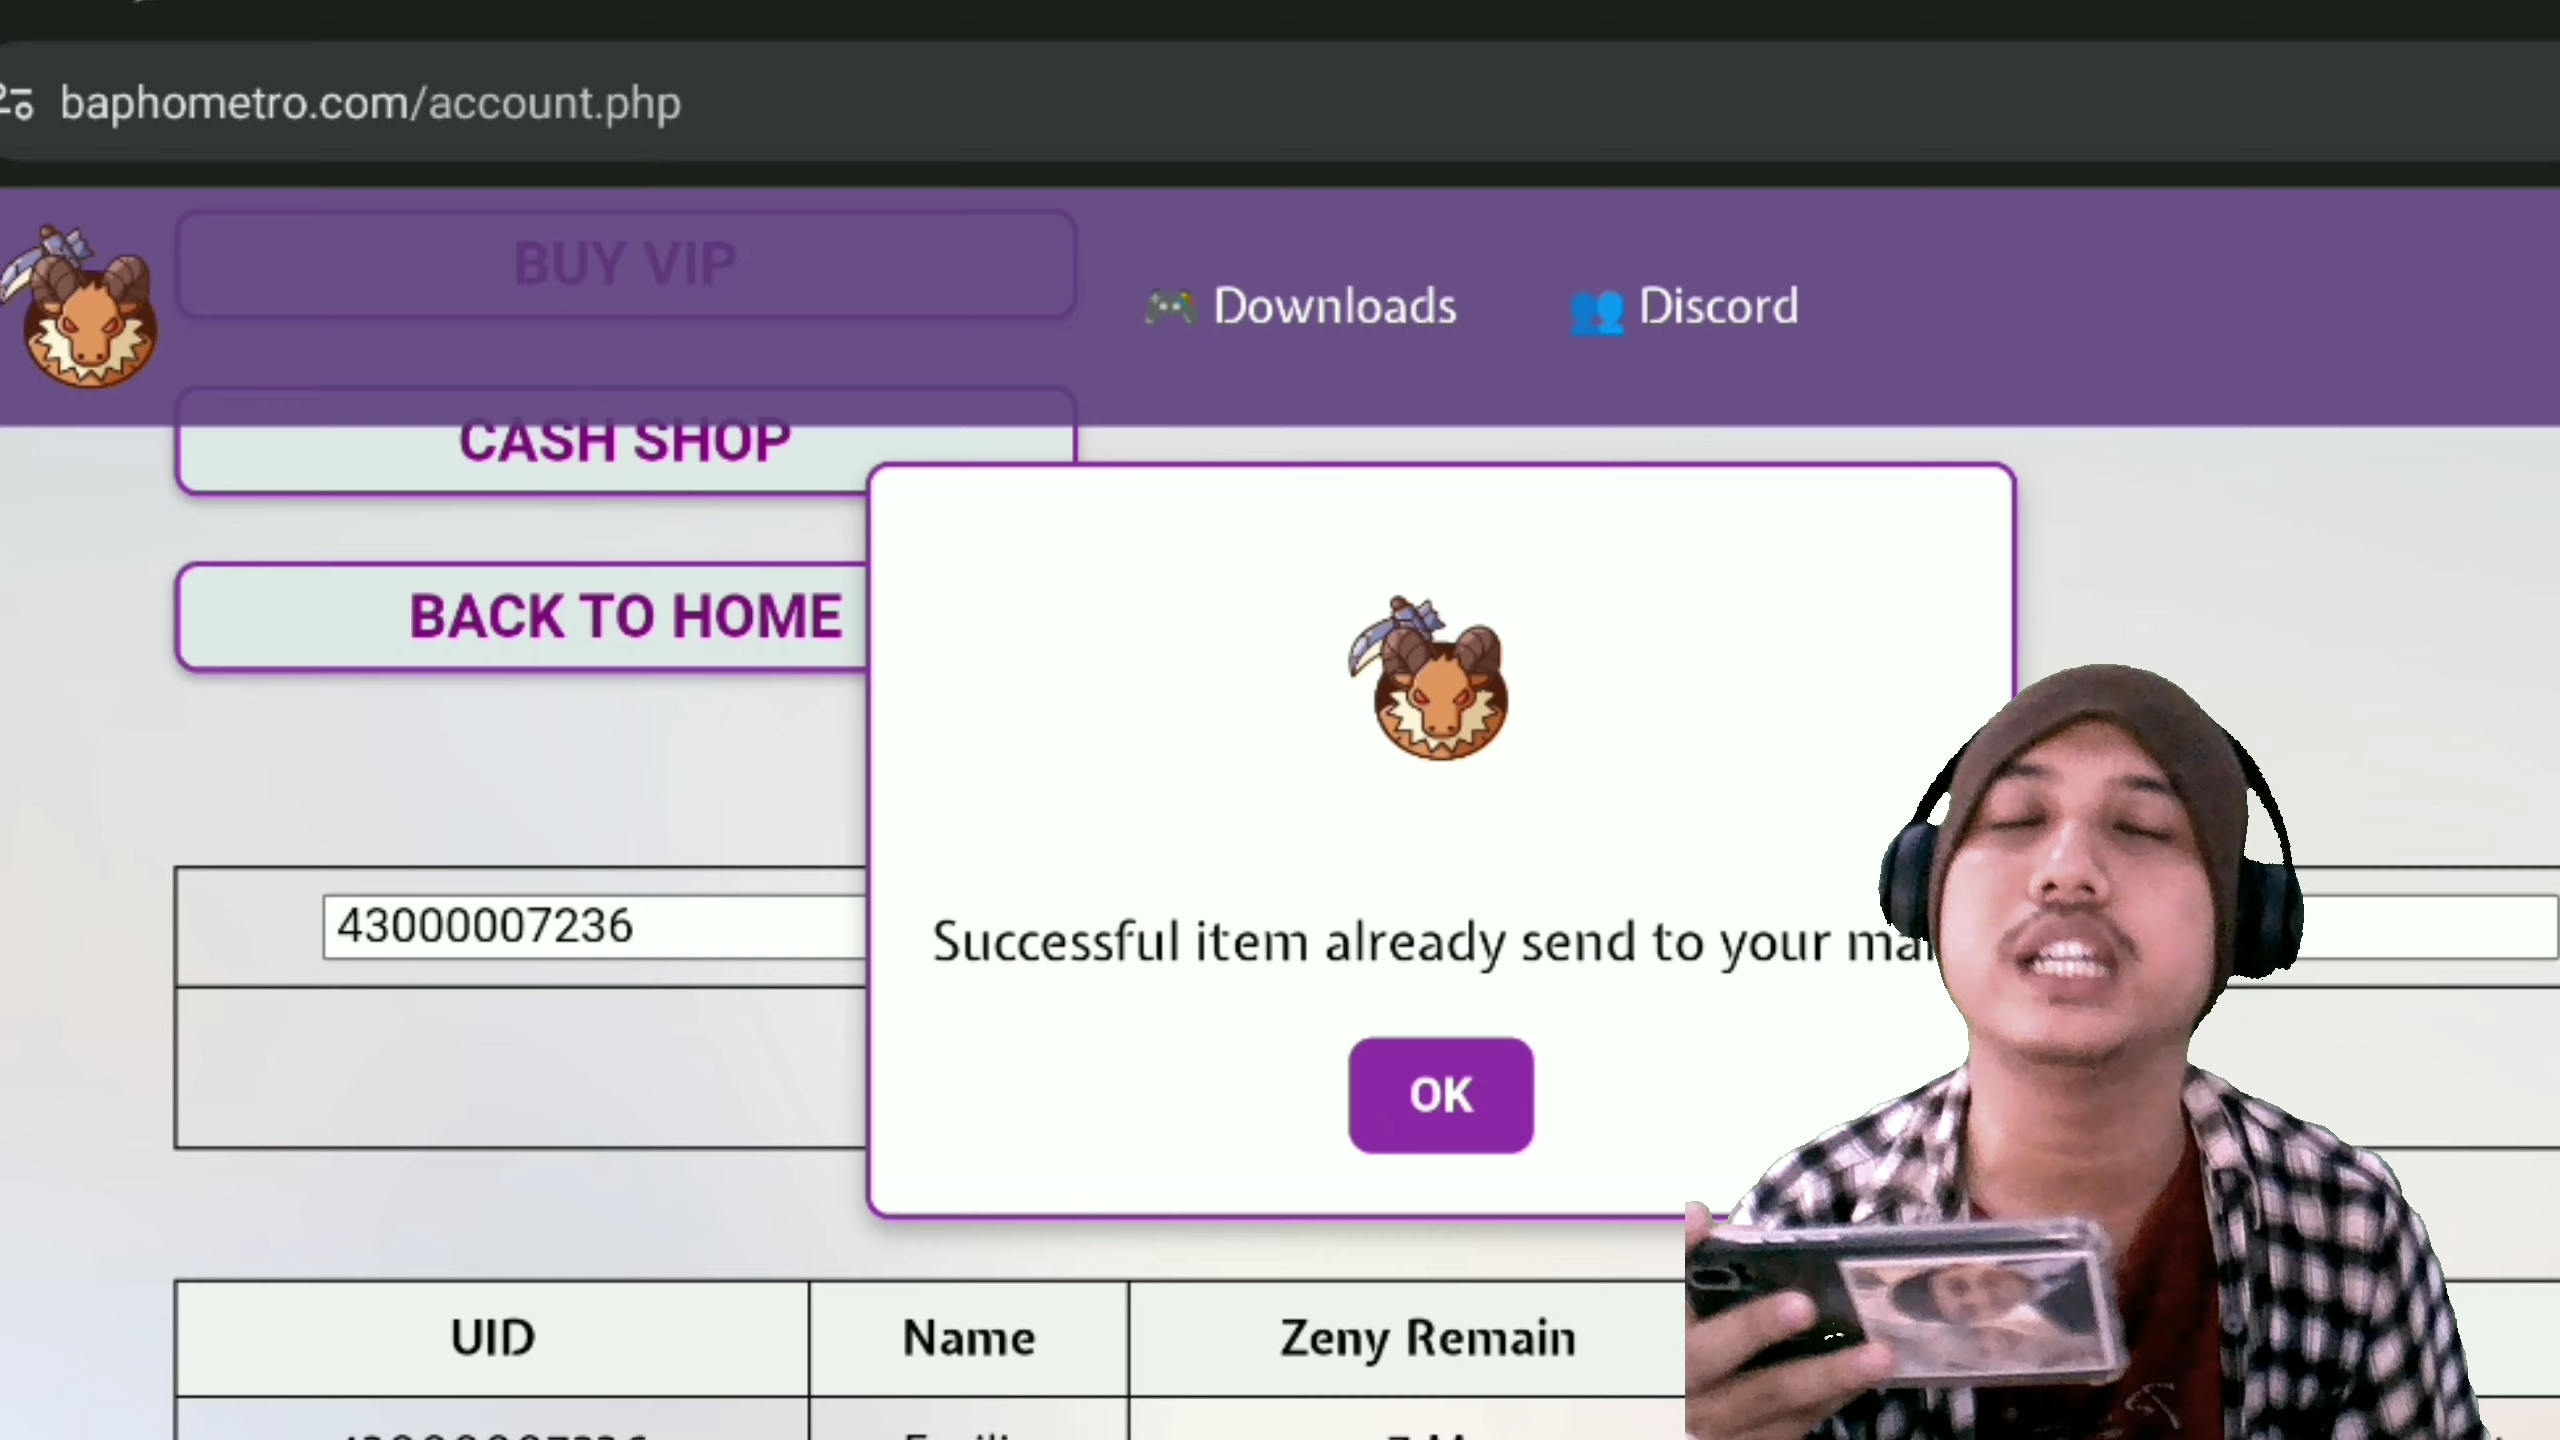 baphometro.com/account.php
BUY VIP
🎮 Downloads
👥 Discord
CASH SHOP
BACK TO HOME
43000007236
Successful item already send to your
OK
UID
Name
Zeny Remain